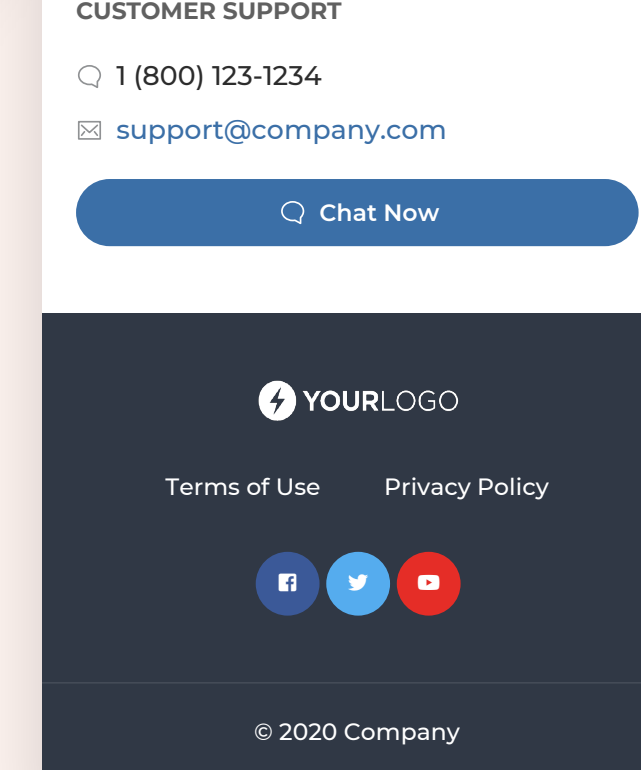 CUSTOMER SUPPORT
1 (800) 123-1234
support@company.com
Chat Now
YOURLOGO
Terms of Use Privacy Policy
© 2020 Company